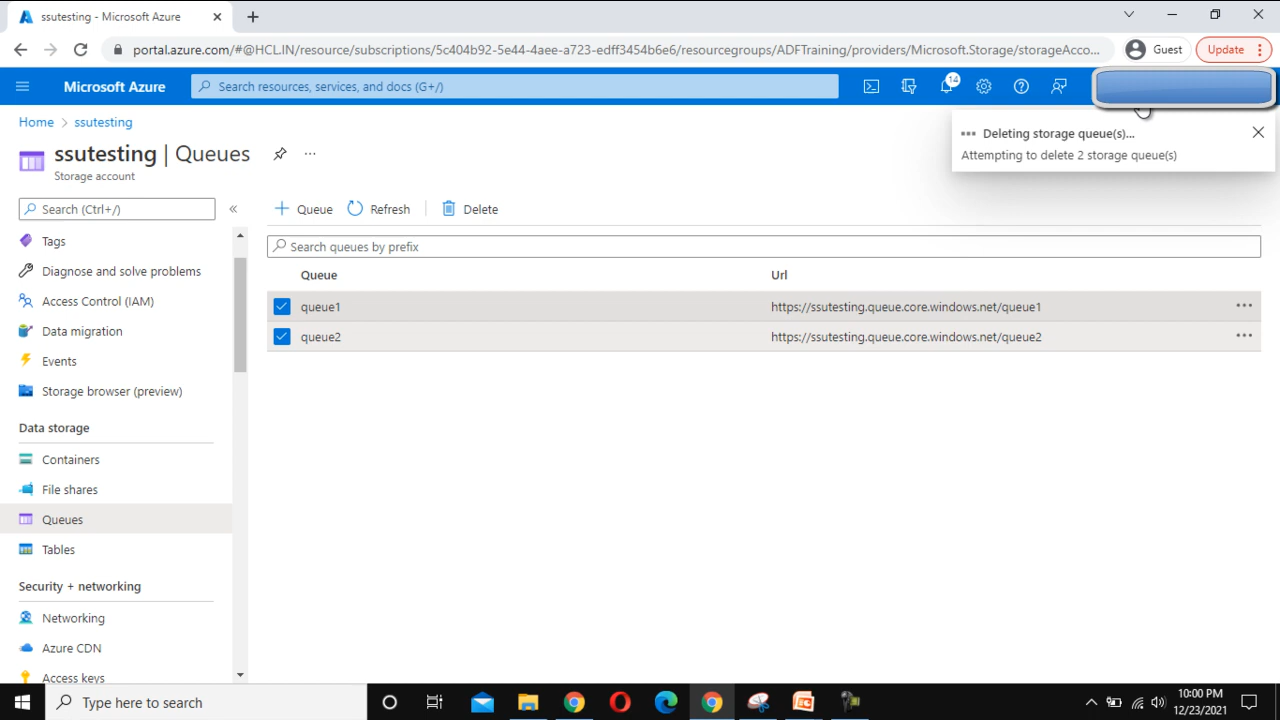 ssutesting - Microsoft Azure
portal.azure.com/#@HCL.IN/resource/subscriptions/5c404b92-5e44-4aee-a723-edff3454b6e6/resourcegroups/ADFTraining/providers/Microsoft.Storage/storageAcco...
Guest
Update
Microsoft Azure
Search resources, services, and docs (G+/)
14
Home > ssutesting
Deleting storage queue(s)...
Attempting to delete 2 storage queue(s)
ssutesting | Queues
Storage account
Search (Ctrl+/)
Queue
Refresh
Delete
Search queues by prefix
Tags
Diagnose and solve problems
Access Control (IAM)
Data migration
Events
Storage browser (preview)
Data storage
Containers
File shares
Queues
Tables
Security + networking
Networking
Azure CDN
Access keys
Queue Url
queue1 https://ssutesting.queue.core.windows.net/queue1
queue2 https://ssutesting.queue.core.windows.net/queue2
Type here to search
10:00 PM
12/23/2021